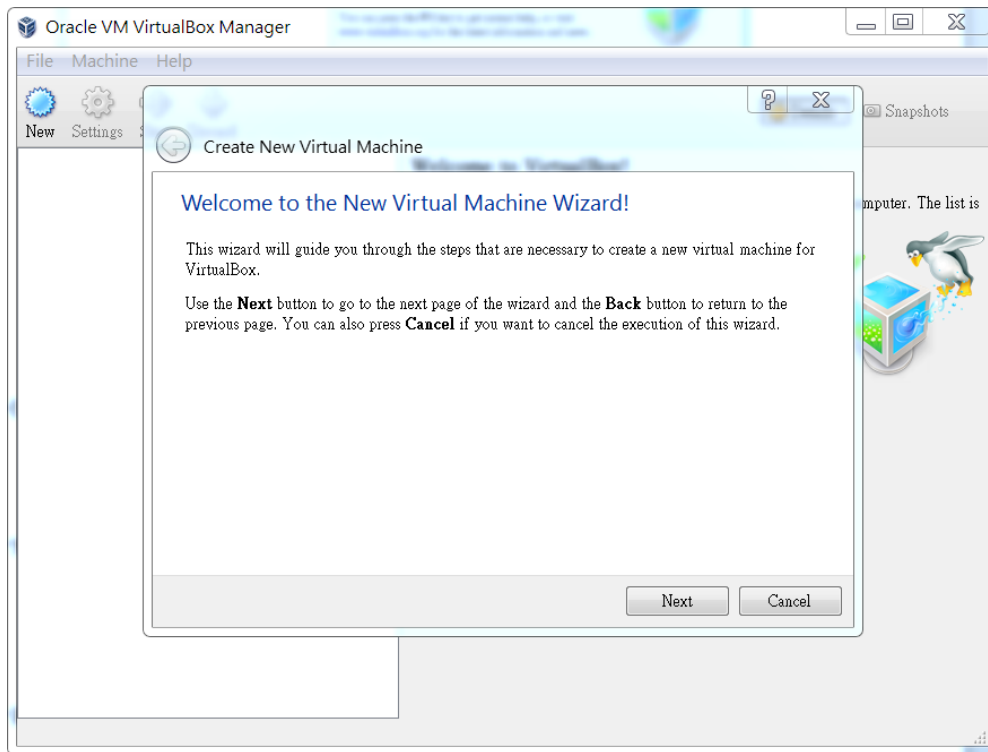 Oracle VM VirtualBox Manager
File Machine Help
New Settings
Snapshots
Create New Virtual Machine
Welcome to VirtualBox!
Welcome to the New Virtual Machine Wizard!
mputer. The list is
This wizard will guide you through the steps that are necessary to create a new virtual machine for
VirtualBox.
Use the Next button to go to the next page of the wizard and the Back button to return to the
previous page. You can also press Cancel if you want to cancel the execution of this wizard.
Next Cancel